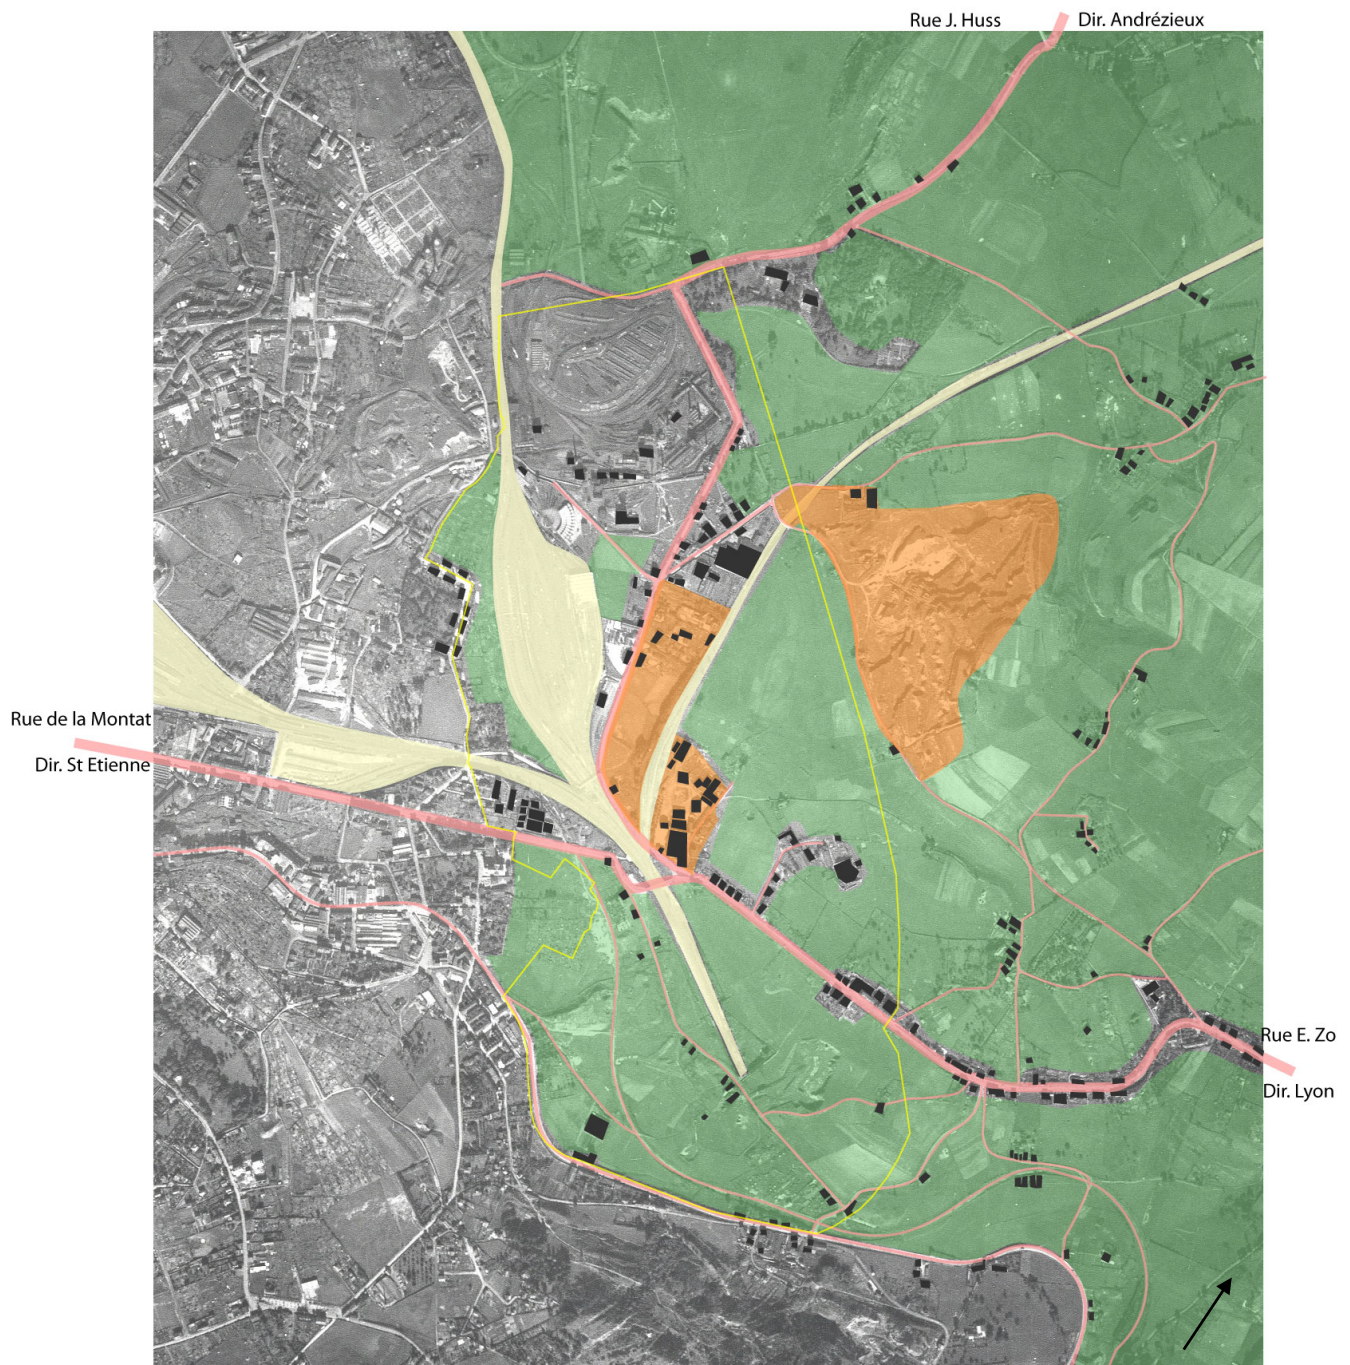 Rue J. Huss
Dir. Andrézieux
Rue de la Montat
Dir. St Etienne
Rue E. Zo
Dir. Lyon